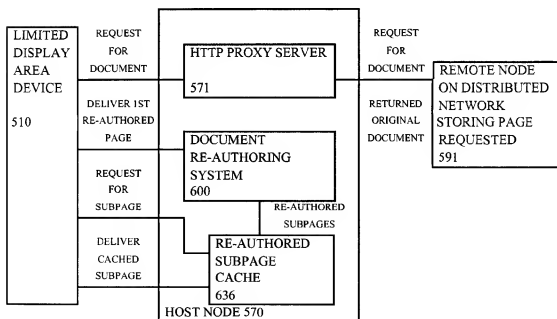 LIMITED
DISPLAY
AREA
DEVICE
510
REQUEST
FOR
DOCUMENT
DELIVER 1ST
RE-AUTHORED
PAGE
REQUEST
FOR
SUBPAGE
DELIVER
CACHED
SUBPAGE
HTTP PROXY SERVER
571
DOCUMENT
RE-AUTHORING
SYSTEM
600
RE-AUTHORED
SUBPAGES
RE-AUTHORED
SUBPAGE
CACHE
636
HOST NODE 570
REQUEST
FOR
DOCUMENT
RETURNED
ORIGINAL
DOCUMENT
REMOTE NODE
ON DISTRIBUTED
NETWORK
STORING PAGE
REQUESTED
591